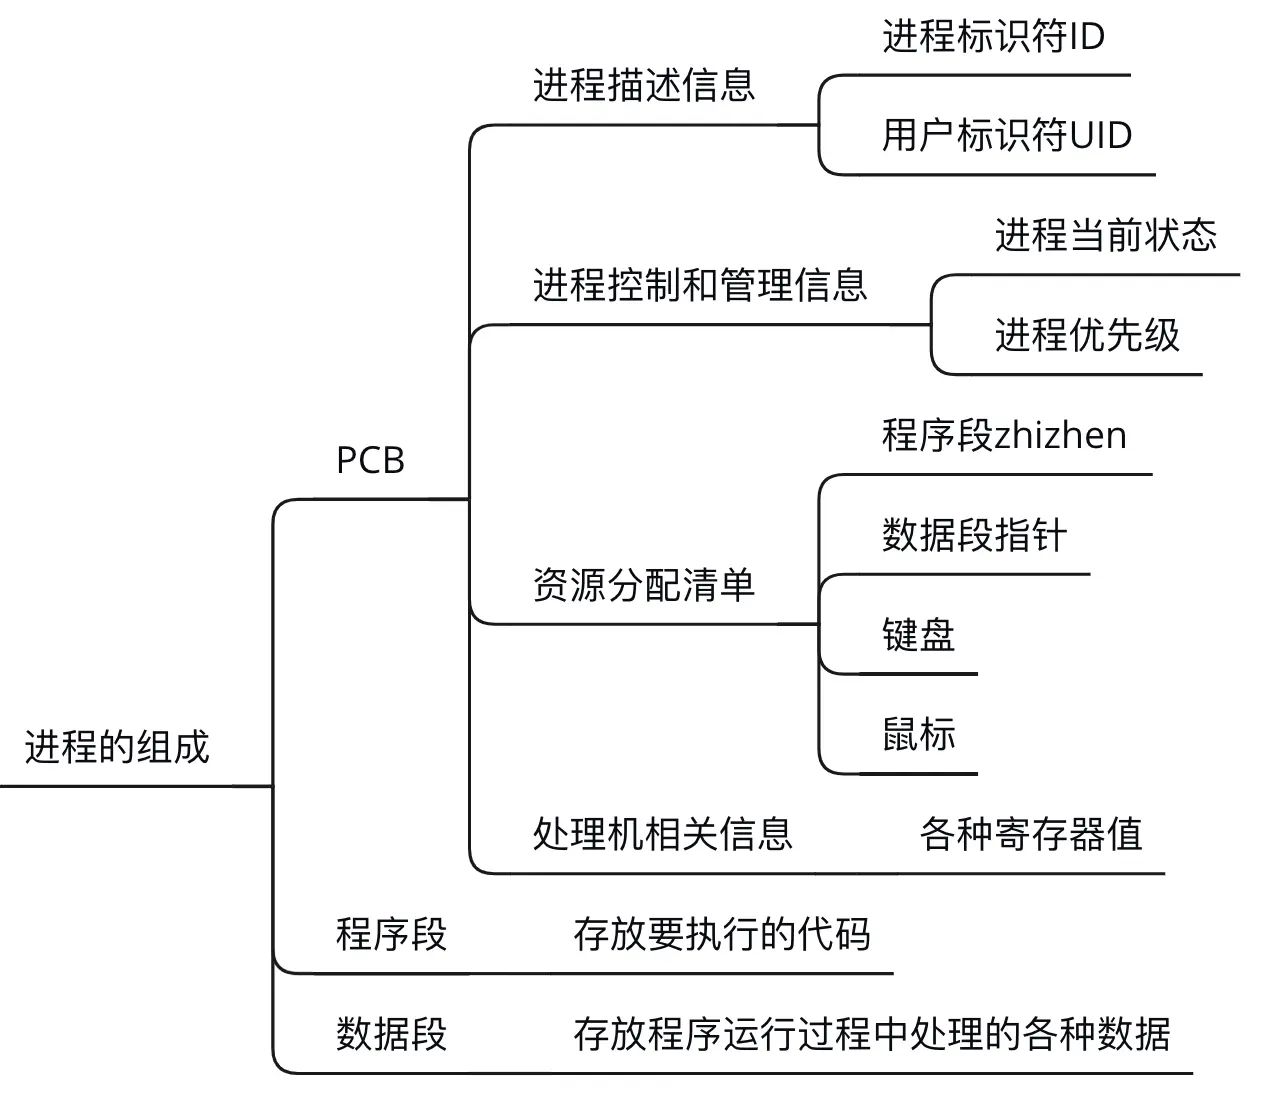 进程标识符ID
进程描述信息
用户标识符UID
进程当前状态
进程控制和管理信息
进程优先级
程序段zhizhen
PCB
数据段指针
资源分配清单
键盘
鼠标
进程的组成
处理机相关信息
各种寄存器值
程序段
存放要执行的代码
数据段
存放程序运行过程中处理的各种数据